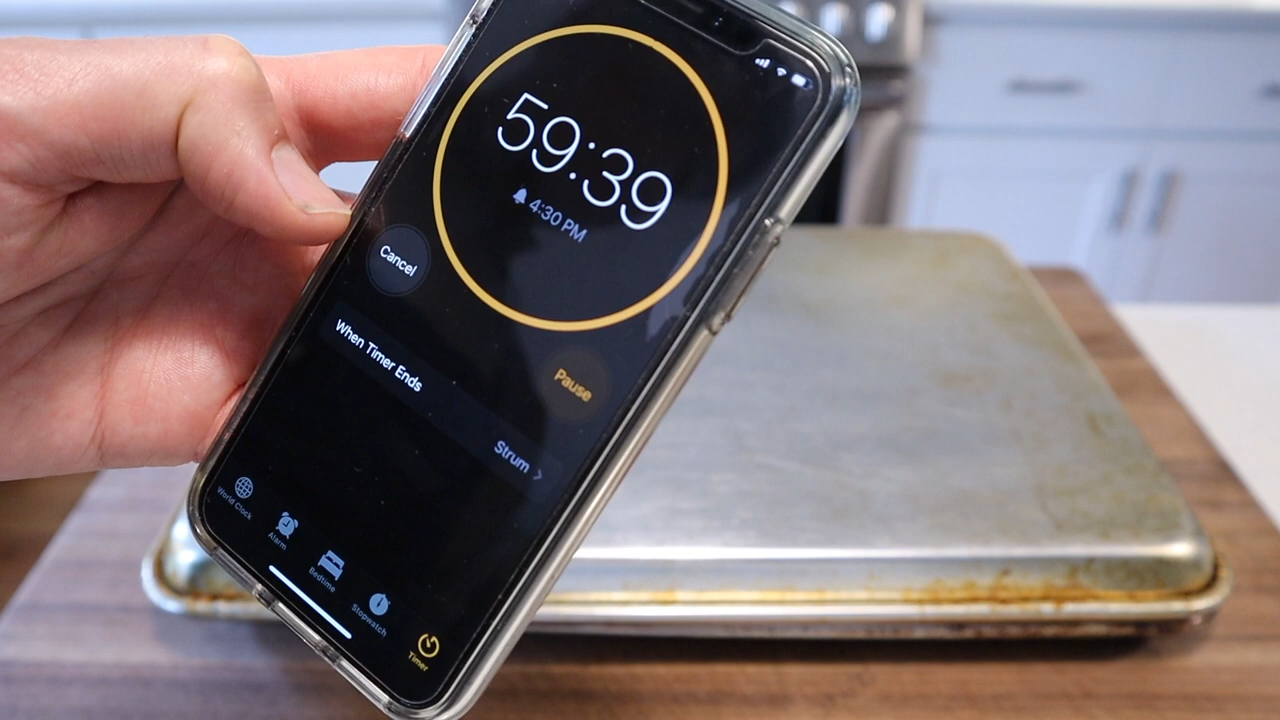 59:39
4:30 PM
Cancel
Pause
When Timer Ends
Strum
World Clock
Alarm
Bedtime
Stopwatch
Timer